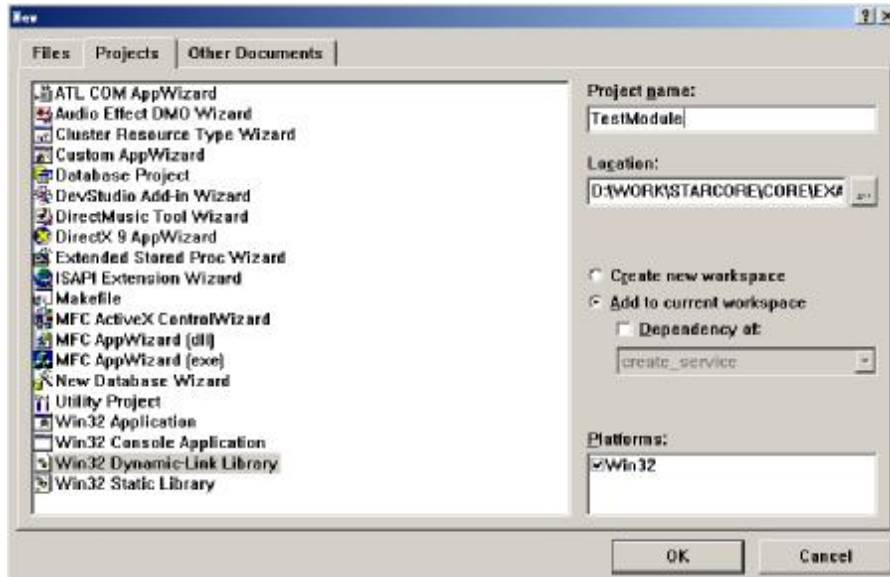 New
Files
Projects
Other Documents
ATL COM AppWizard
Audio Effect DMO Wizard
Cluster Resource Type Wizard
Custom AppWizard
Database Project
DevStudio Add-in Wizard
DirectMusic Tool Wizard
DirectX 9 AppWizard
Extended Stored Proc Wizard
ISAPI Extension Wizard
Makefile
MFC ActiveX ControlWizard
MFC AppWizard (dll)
MFC AppWizard (exe)
New Database Wizard
Utility Project
Win32 Application
Win32 Console Application
Win32 Dynamic-Link Library
Win32 Static Library
Project name:
TestModule
Location:
D:\WORK\STARCORE\CORE\EXA
...
Create new workspace
Add to current workspace
Dependency of:
create_service
Platforms:
Win32
OK
Cancel